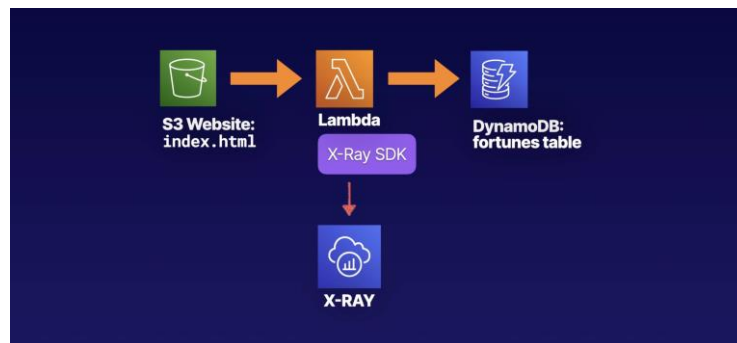 S3 Website:
index.html
Lambda
X-Ray SDK
DynamoDB:
fortunes table
X-RAY